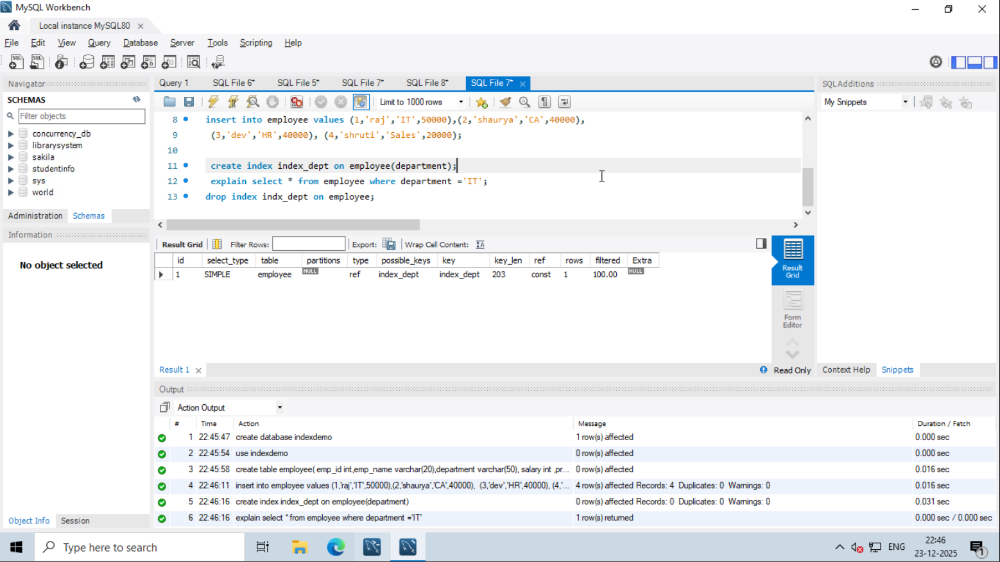 MySQL Workbench
Local instance MySQL80
File Edit View Query Database Server Tools Scripting Help
Navigator
SCHEMAS
Filter objects
concurrency_db
librarysystem
sakila
studentinfo
sys
world
Administration Schemas
Information
No object selected
Object Info Session
Query 1 SQL File 6* SQL File 5* SQL File 7* SQL File 8* SQL File 7*
Limit to 1000 rows
8 insert into employee values (1,'raj','IT',50000),(2,'shaurya','CA',40000),
9 (3,'dev','HR',40000), (4,'shruti','Sales',20000);
10
11 create index index_dept on employee(department);
12 explain select * from employee where department ='IT';
13 drop index indx_dept on employee;
Result Grid Filter Rows: Export: Wrap Cell Content:
id select_type table partitions type possible_keys key key_len ref rows filtered Extra
1 SIMPLE employee NULL ref index_dept index_dept 203 const 1 100.00 NULL
Result Grid
Form Editor
Result 1 Read Only
SQLAdditions
My Snippets
Context Help Snippets
Output
Action Output
# Time Action Message Duration / Fetch
1 22:45:47 create database indexdemo 1 row(s) affected 0.000 sec
2 22:45:54 use indexdemo 0 row(s) affected 0.000 sec
3 22:45:58 create table employee( emp_id int,emp_name varchar(20),department varchar(50), salary int ,pr... 0 row(s) affected 0.016 sec
4 22:46:11 insert into employee values (1,'raj','IT',50000),(2,'shaurya','CA',40000), (3,'dev','HR',40000), (4,'... 4 row(s) affected Records: 4 Duplicates: 0 Warnings: 0 0.016 sec
5 22:46:16 create index index_dept on employee(department) 0 row(s) affected Records: 0 Duplicates: 0 Warnings: 0 0.031 sec
6 22:46:16 explain select * from employee where department ='IT' 1 row(s) returned 0.000 sec / 0.000 sec
Type here to search
ENG
22:46
23-12-2025
1